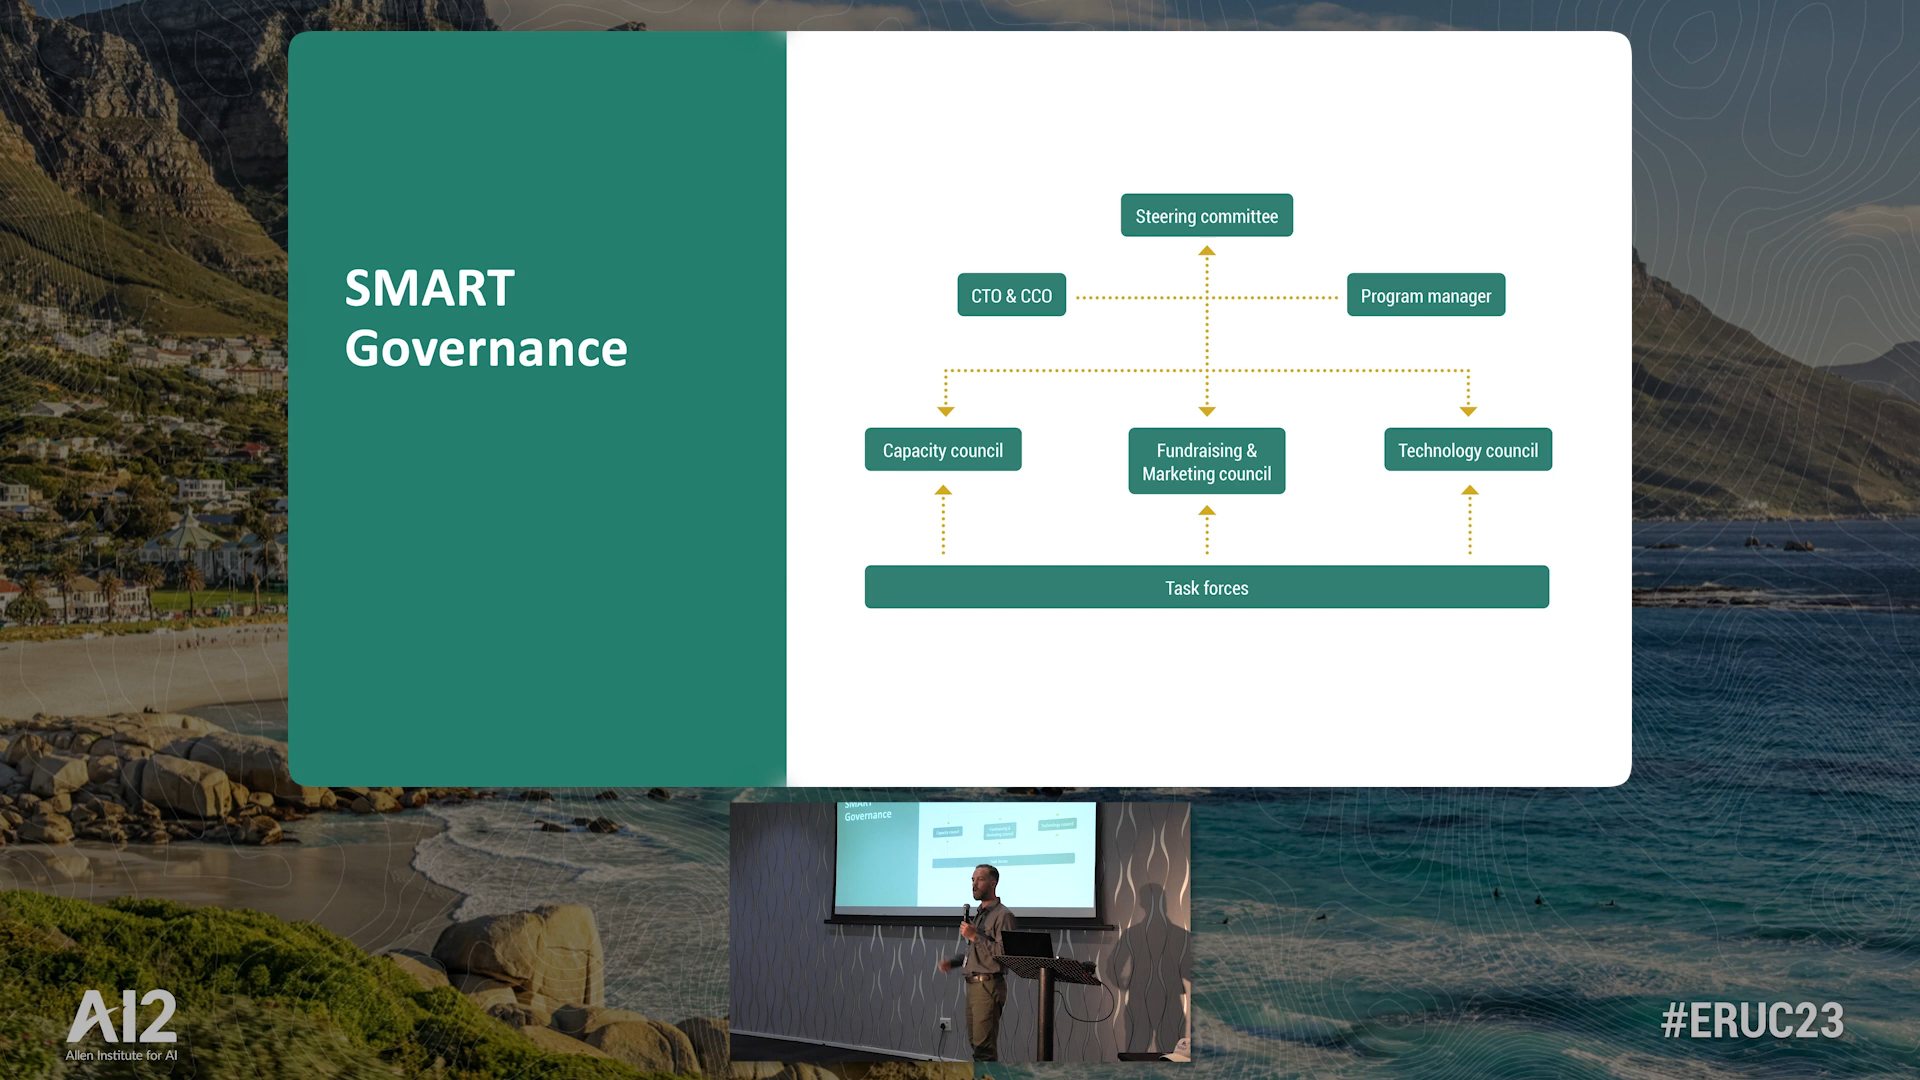 SMART
Governance
Steering committee
CTO & CCO
Program manager
Capacity council
Fundraising &
Marketing council
Technology council
Task forces
SMART
Governance
AI2
Allen Institute for AI
#ERUC23